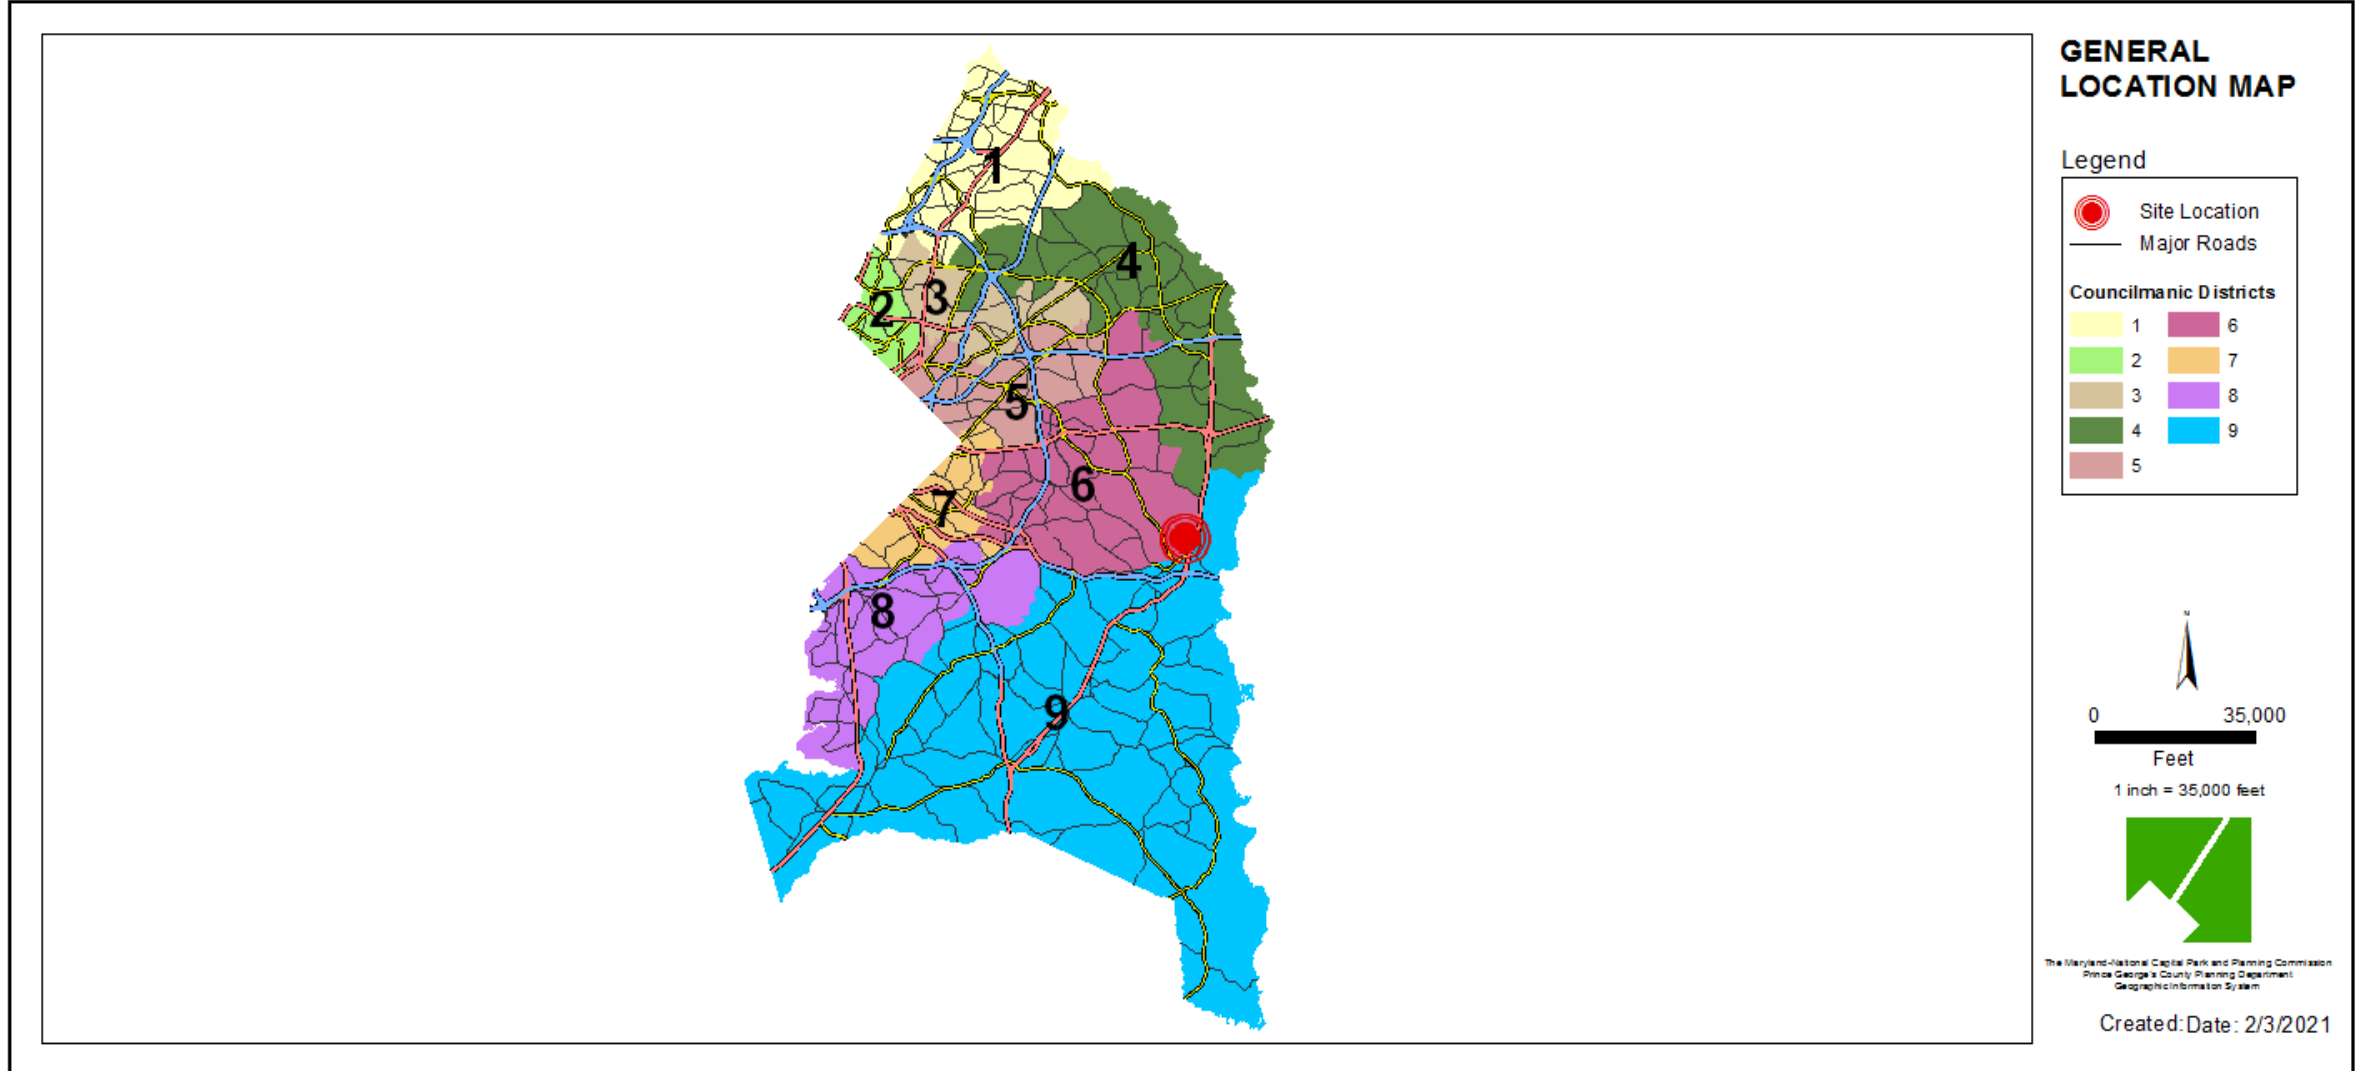 GENERAL
LOCATION MAP
Legend
Site Location
Major Roads
Councilmanic Districts
1 6
2 7
3 8
4 9
5
1
4
3
2
5
6
7
8
9
N
0 35,000
Feet
1 inch = 35,000 feet
The Maryland-National Capital Park and Planning Commission
Prince George's County Planning Department
Geographic Information System
Created: Date: 2/3/2021